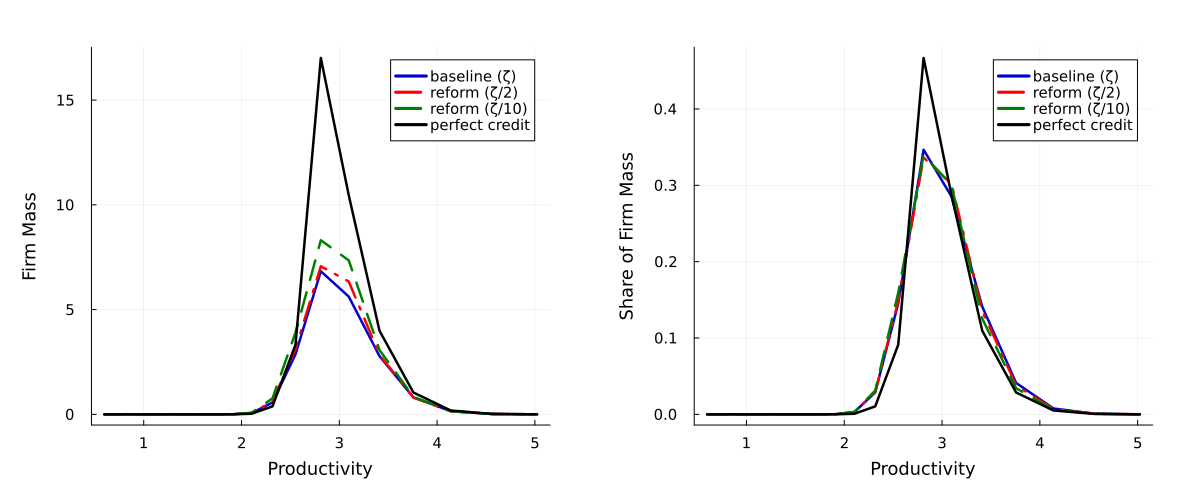 Firm Mass
15
10
5
0
1 2 3 4 5
Productivity
baseline (ζ)
reform (ζ/2)
reform (ζ/10)
perfect credit
Share of Firm Mass
0.4
0.3
0.2
0.1
0.0
1 2 3 4 5
Productivity
baseline (ζ)
reform (ζ/2)
reform (ζ/10)
perfect credit